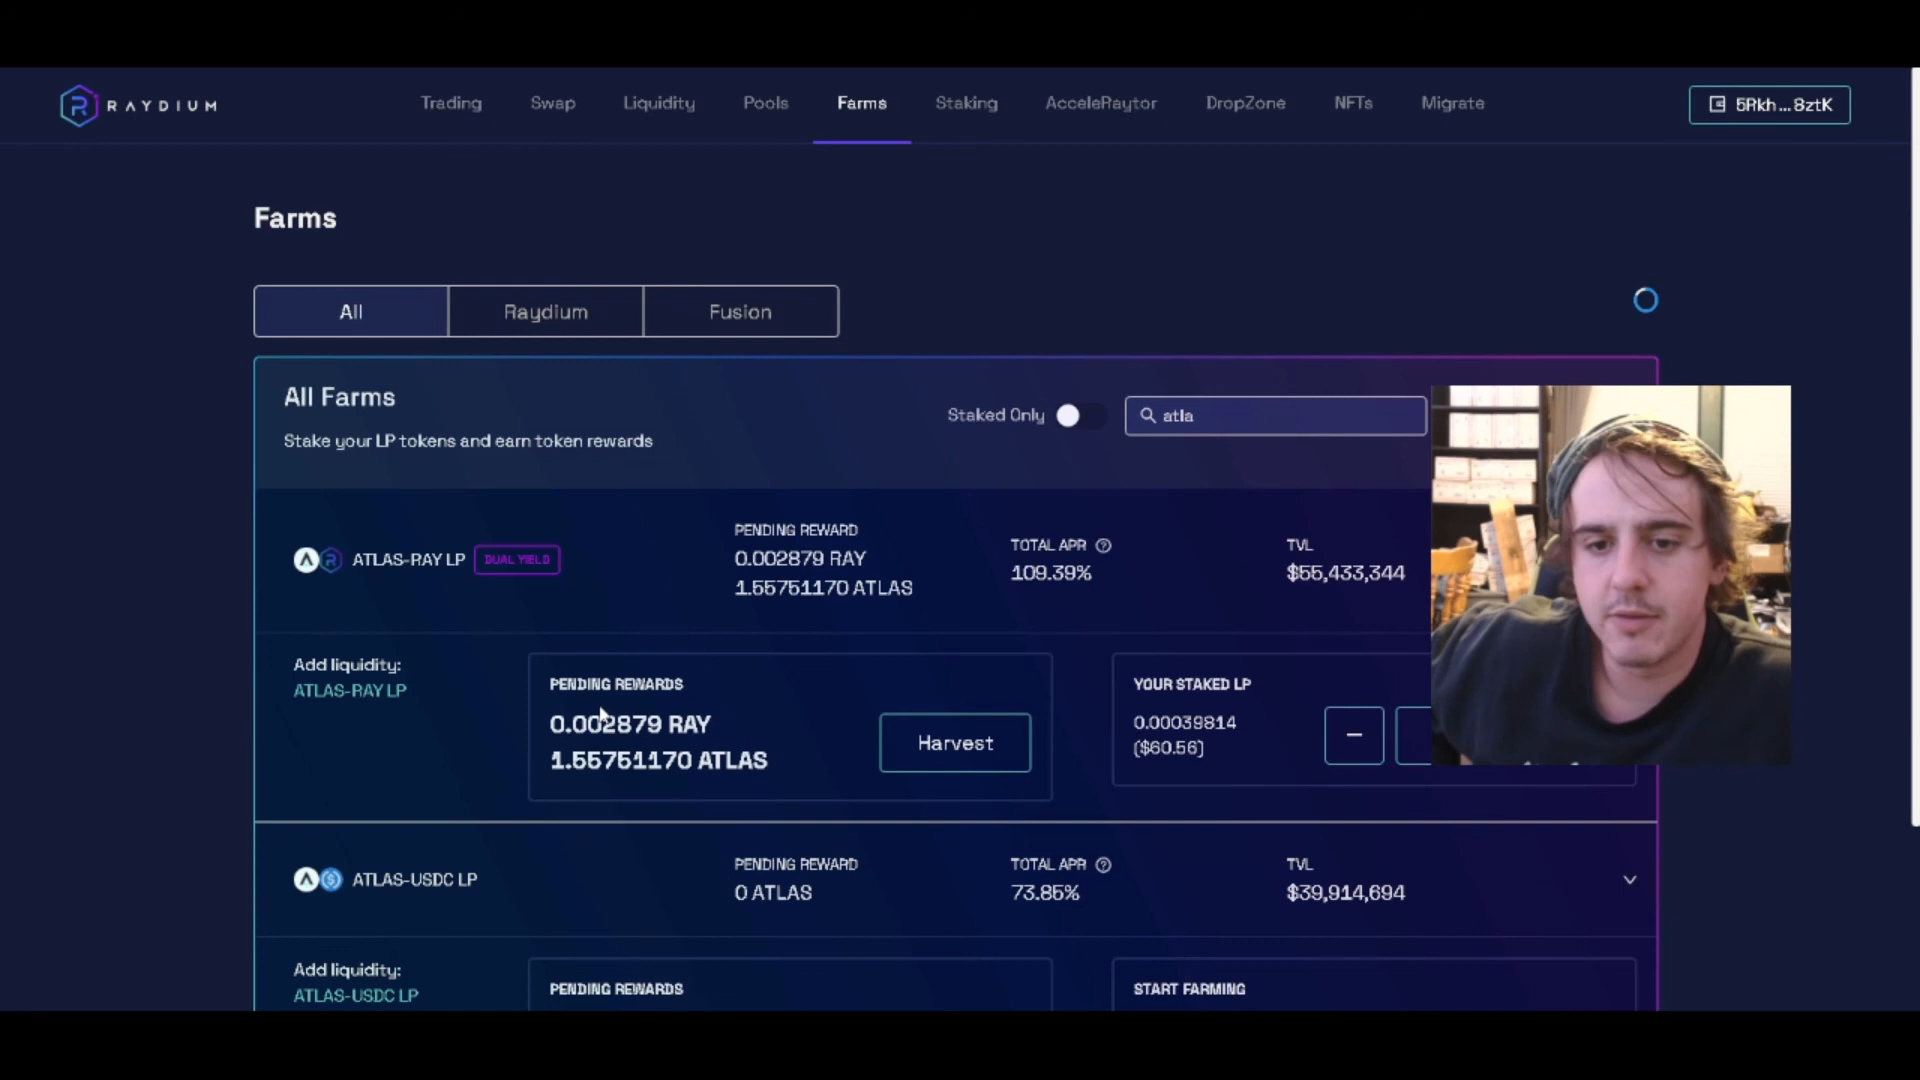 RAYDIUM
Trading Swap Liquidity Pools Farms Staking AcceleRaytor DropZone NFTs Migrate
5Rkh...8ztK
Farms
All Raydium Fusion
All Farms
Stake your LP tokens and earn token rewards
Staked Only
atla
ATLAS-RAY LP DUAL YIELD
PENDING REWARD
0.002879 RAY
1.55751170 ATLAS
TOTAL APR ?
109.39%
TVL
$55,433,344
Add liquidity:
ATLAS-RAY LP
PENDING REWARDS
0.002879 RAY
1.55751170 ATLAS
Harvest
YOUR STAKED LP
0.00039814
($60.56)
ATLAS-USDC LP
PENDING REWARD
0 ATLAS
TOTAL APR ?
73.85%
TVL
$39,914,694
Add liquidity:
ATLAS-USDC LP
PENDING REWARDS
START FARMING